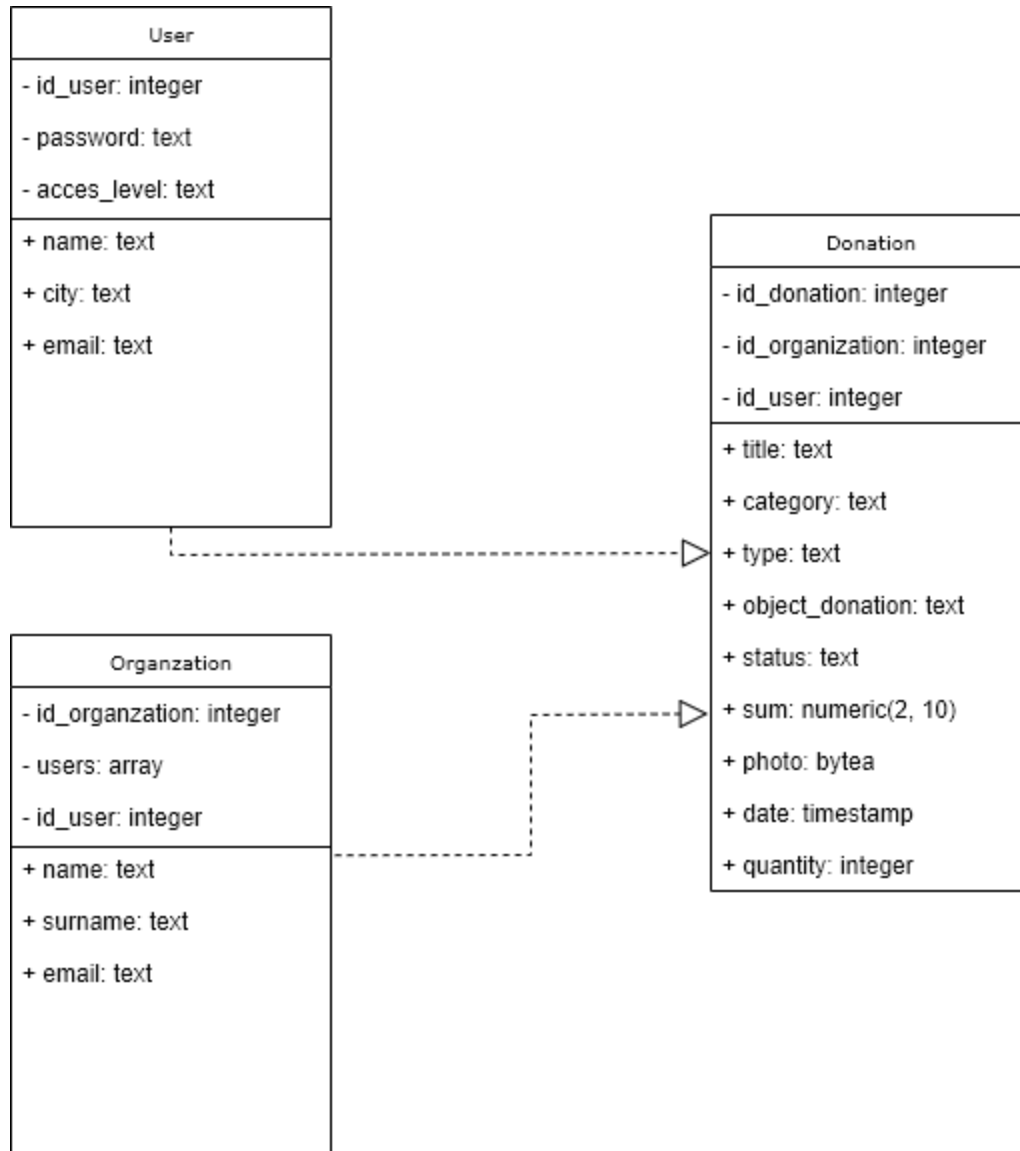 User
- id_user: integer
- password: text
- acces_level: text
+ name: text
+ city: text
+ email: text
Donation
- id_donation: integer
- id_organization: integer
- id_user: integer
+ title: text
+ category: text
+ type: text
+ object_donation: text
+ status: text
+ sum: numeric(2, 10)
+ photo: bytea
+ date: timestamp
+ quantity: integer
Organzation
- id_organzation: integer
- users: array
- id_user: integer
+ name: text
+ surname: text
+ email: text